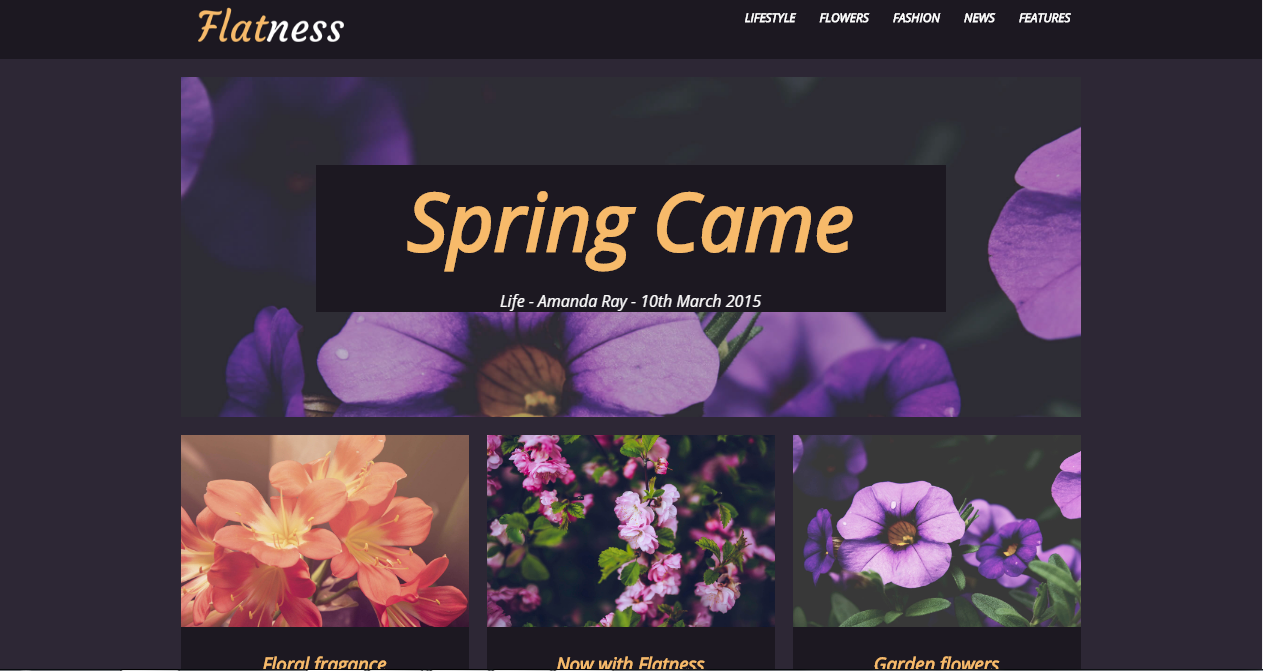 Flatness
LIFESTYLE FLOWERS FASHION NEWS FEATURES
Spring Came
Life - Amanda Ray - 10th March 2015
Floral fragance
Now with Flatness
Garden flowers